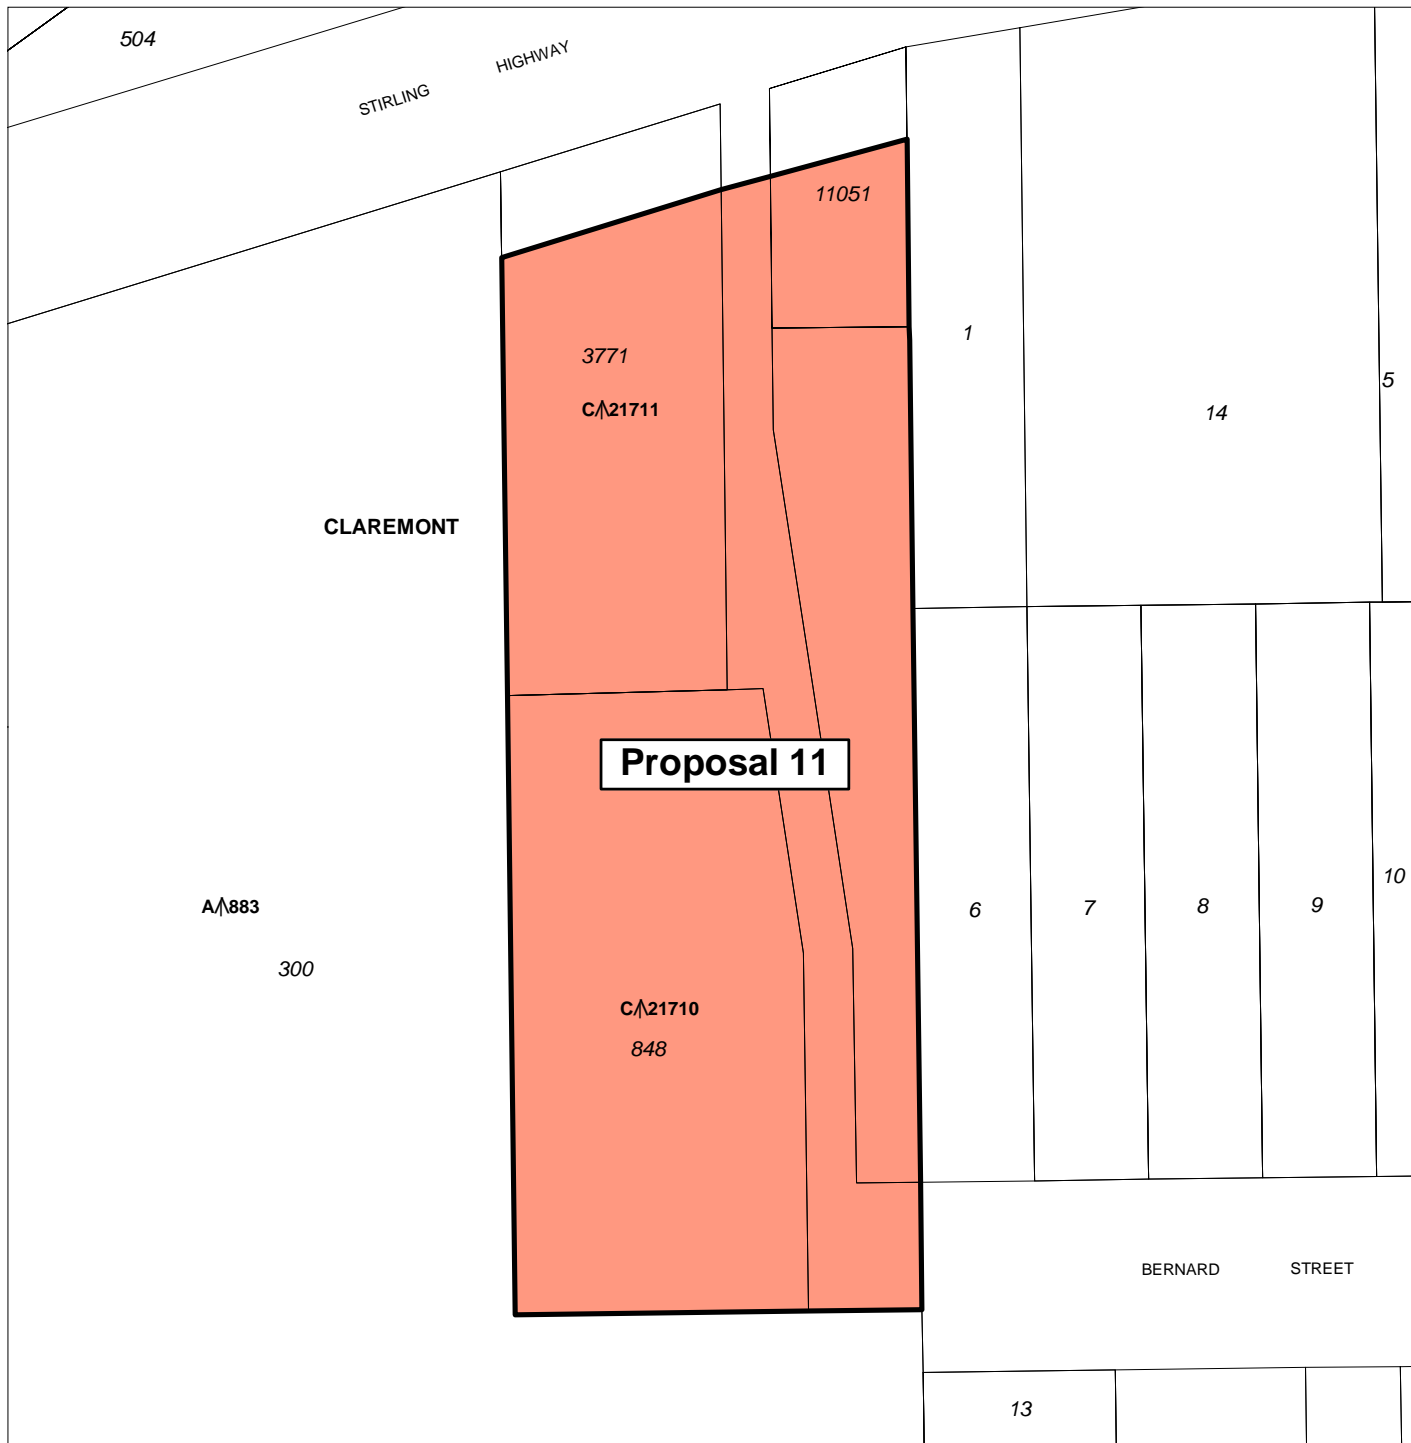 504
HIGHWAY
STIRLING
11051
1
3771
5
C 21711
14
CLAREMONT
Proposal 11
10
A 883
6
7
8
9
300
C 21710
848
BERNARD STREET
13